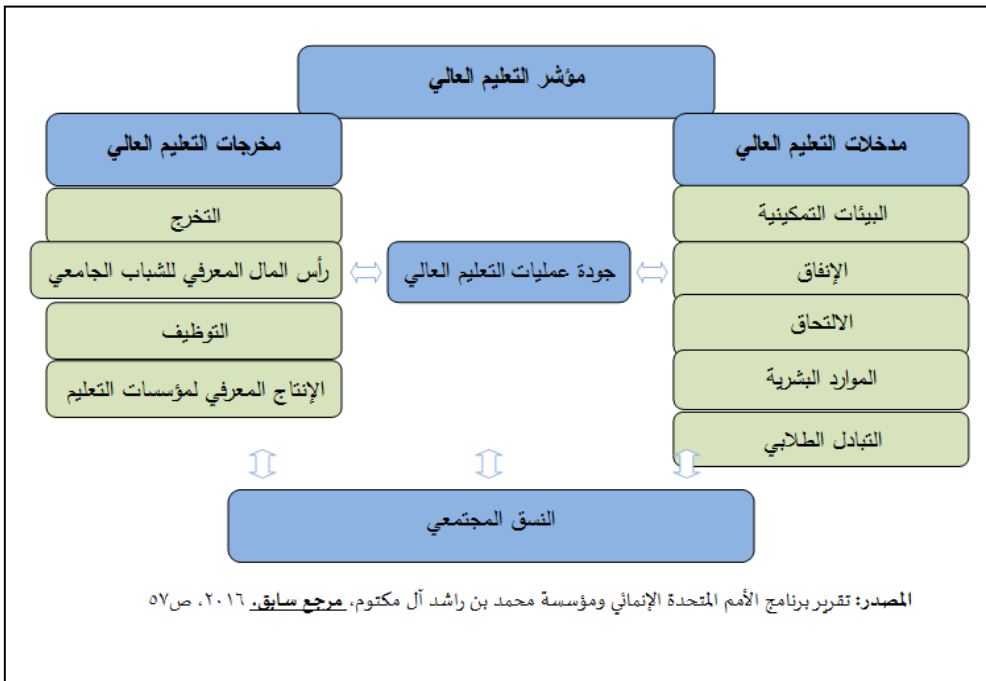 مؤشر التعليم العالي
مدخلات التعليم العالي
البيئات التمكينية
الإنفاق
الالتحاق
الموارد البشرية
التبادل الطلابي
جودة عمليات التعليم العالي
مخرجات التعليم العالي
التخرج
رأس المال المعرفي للشباب الجامعي
التوظيف
الإنتاج المعرفي لمؤسسات التعليم
النسق المجتمعي
المصدر: تقرير برنامج الأمم المتحدة الإنمائي ومؤسسة محمد بن راشد آل مكتوم، مرجع سابق. ٢٠١٦، ص٥٧